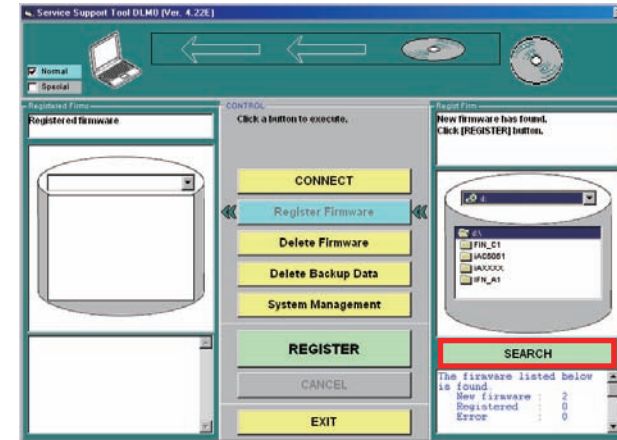 Service Support Tool DLM0 [Ver. 4.22E]
Normal
Special
Registered Firms
Registered firmware
CONTROL
Click a button to execute.
CONNECT
Register Firmware
Delete Firmware
Delete Backup Data
System Management
REGISTER
CANCEL
EXIT
Regist Firm
New firmware has found.
Click [REGISTER] button.
d:
d:\
FIN_C1
iA05051
iAXXXX
IFN_A1
SEARCH
The firmware listed below
is found.
New firmware : 2
Registered : 0
Error : 0